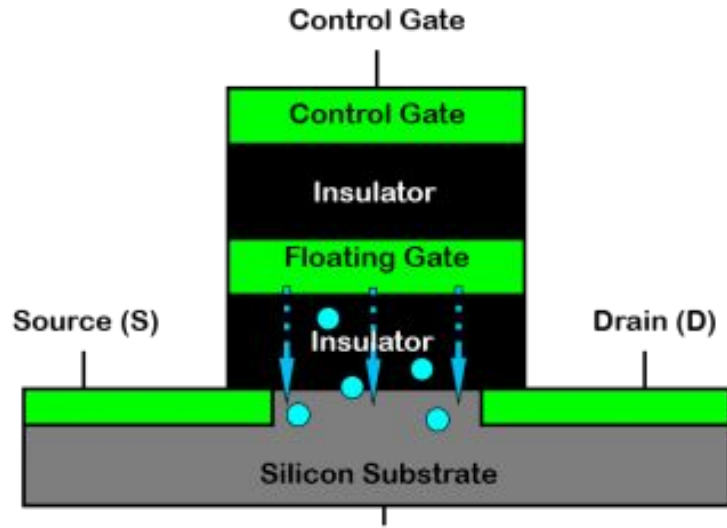 Control Gate
Control Gate
Insulator
Floating Gate
Source (S)
Drain (D)
Insulator
Silicon Substrate